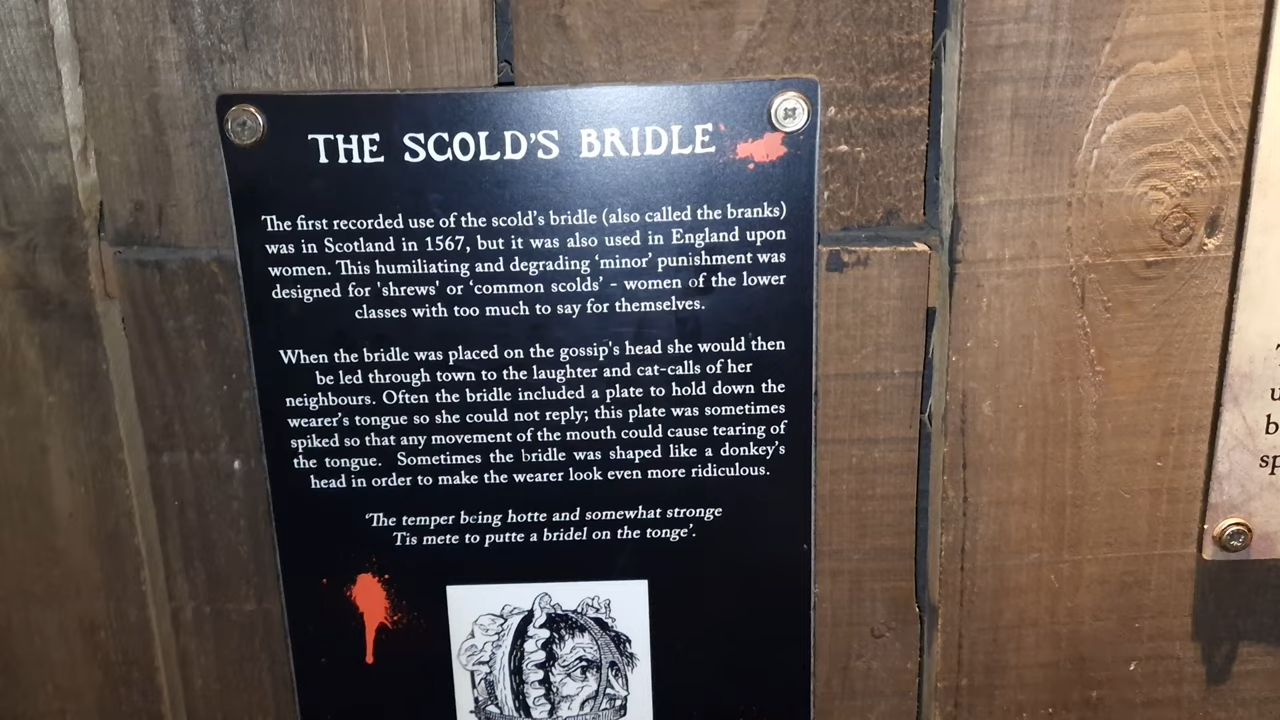 THE SCOLD'S BRIDLE
The first recorded use of the scold's bridle (also called the branks)
was in Scotland in 1567, but it was also used in England upon
women. This humiliating and degrading ‘minor’ punishment was
designed for 'shrews' or ‘common scolds’ - women of the lower
classes with too much to say for themselves.
When the bridle was placed on the gossip's head she would then
be led through town to the laughter and cat-calls of her
neighbours. Often the bridle included a plate to hold down the
wearer's tongue so she could not reply; this plate was sometimes
spiked so that any movement of the mouth could cause tearing of
the tongue. Sometimes the bridle was shaped like a donkey's
head in order to make the wearer look even more ridiculous.
‘The temper being hotte and somewhat stronge
Tis mete to putte a bridel on the tonge’.